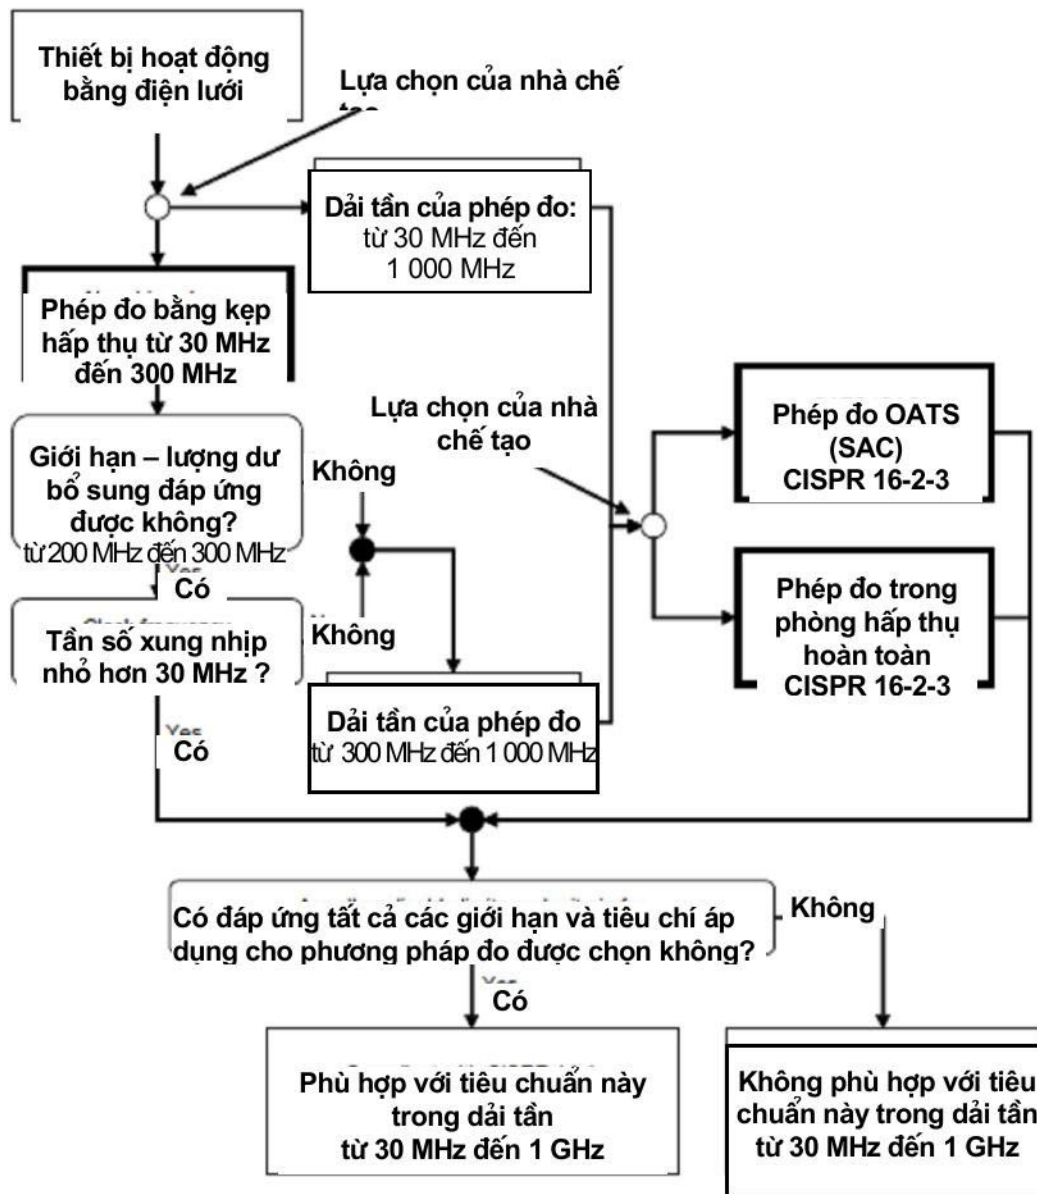 Thiết bị hoạt động
bằng điện lưới
Lựa chọn của nhà chế
Dải tần của phép đo:
từ 30 MHz đến
1 000 MHz
Phép đo bằng kẹp
hấp thụ từ 30 MHz
đến 300 MHz
Lựa chọn của nhà
chế tạo
Phép đo OATS
(SAC)
CISPR 16-2-3
Giới hạn – lượng dư
bổ sung đáp ứng
được không?
từ 200 MHz đến 300 MHz
Không
Có
Phép đo trong
phòng hấp thụ
hoàn toàn
CISPR 16-2-3
Tần số xung nhịp
nhỏ hơn 30 MHz ?
Không
Yes
Có
Dải tần của phép đo
từ 300 MHz đến 1 000 MHz
Có đáp ứng tất cả các giới hạn và tiêu chí áp
dụng cho phương pháp đo được chọn không?
Không
Có
Phù hợp với tiêu chuẩn này
trong dải tần
từ 30 MHz đến 1 GHz
Không phù hợp với tiêu
chuẩn này trong dải tần
từ 30 MHz đến 1 GHz